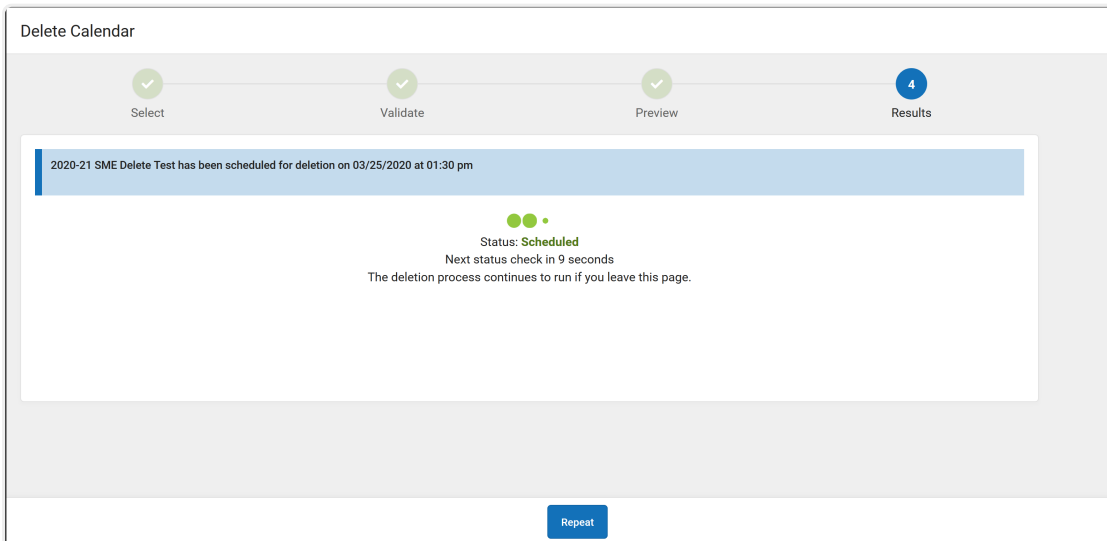 Delete Calendar
4
Select
Validate
Preview
Results
2020-21 SME Delete Test has been scheduled for deletion on 03/25/2020 at 01:30 pm
Status: Scheduled
Next status check in 9 seconds
The deletion process continues to run if you leave this page.
Repeat